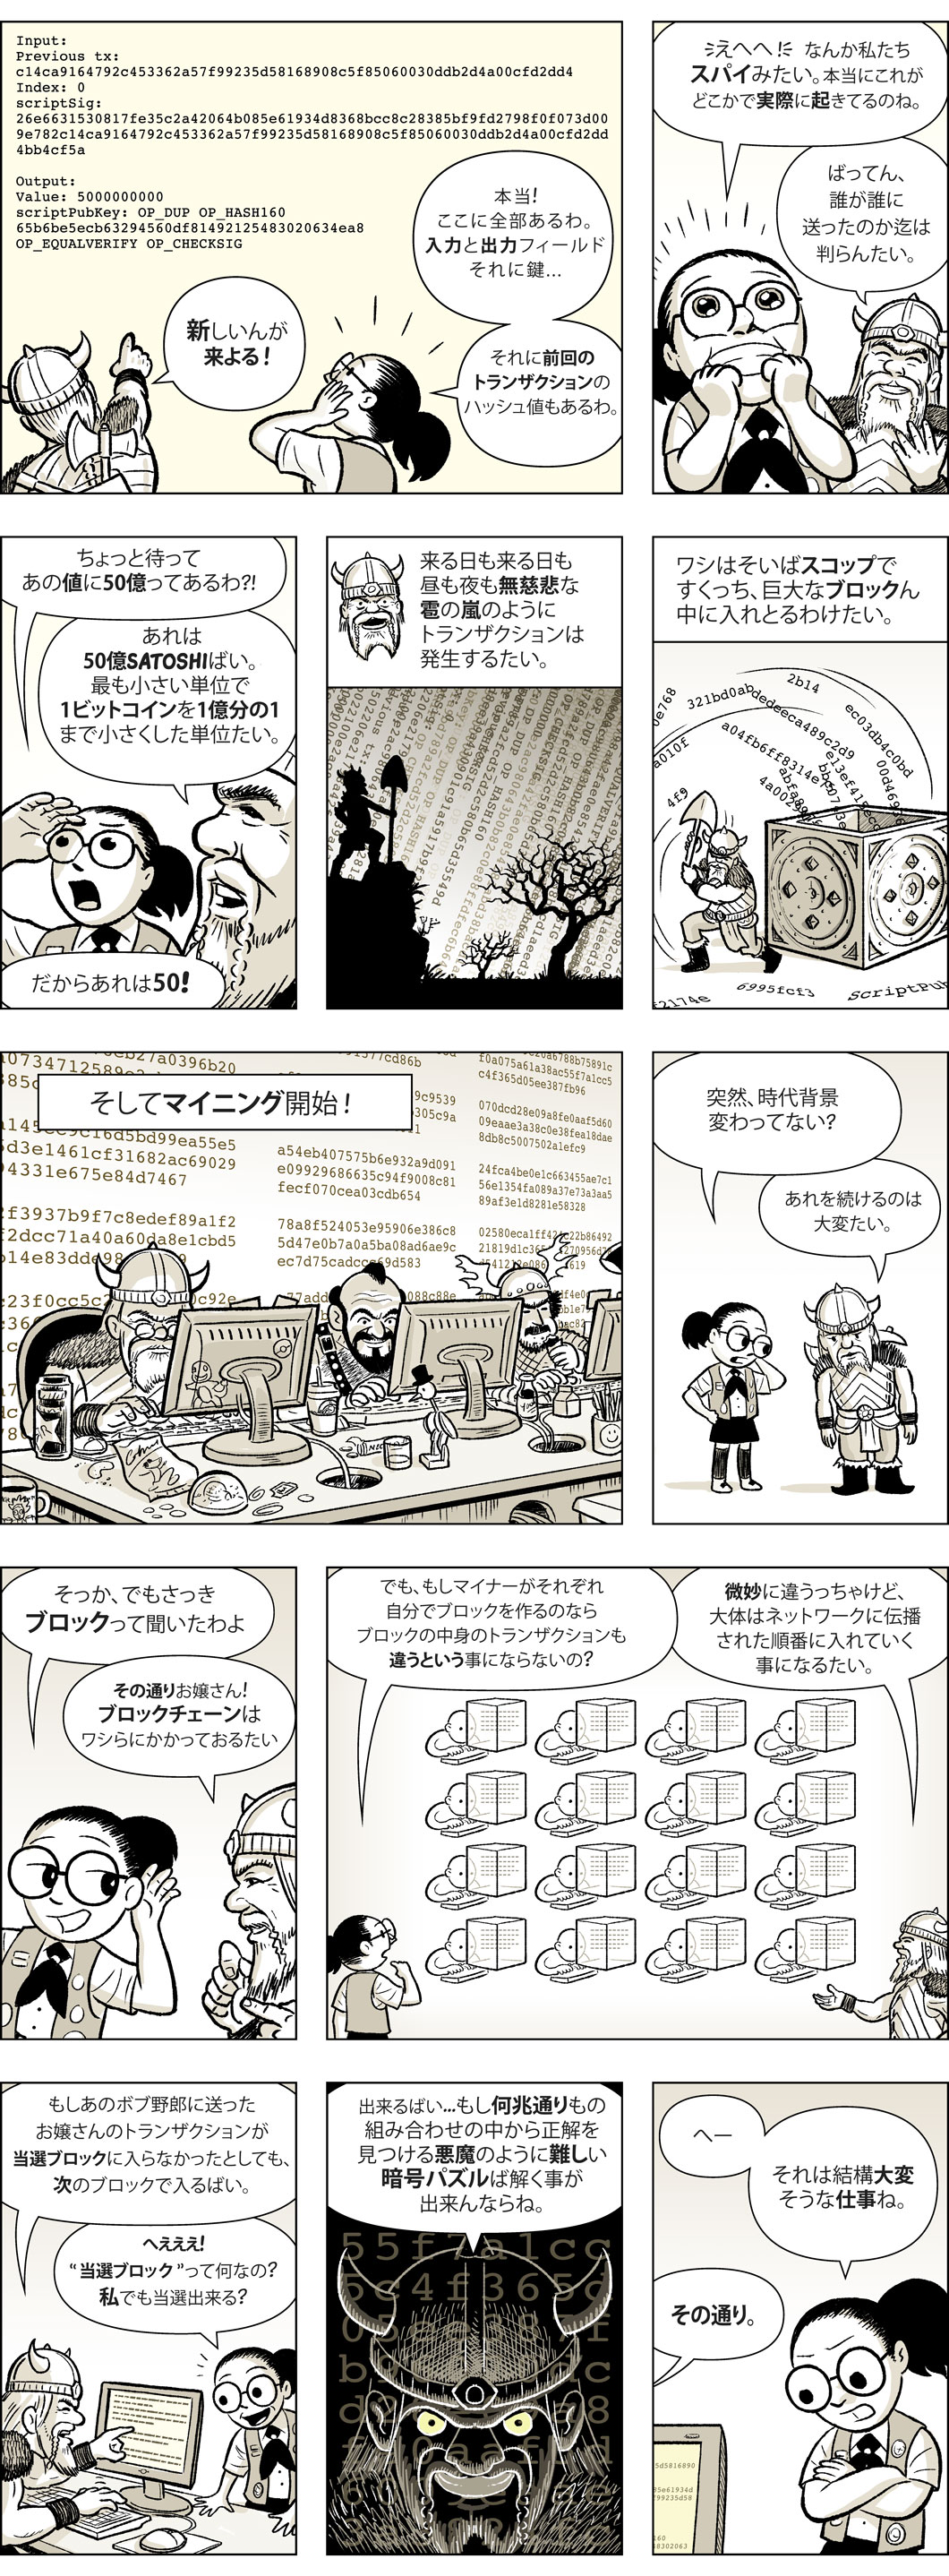 Input:
Previous tx:
c14ca9164792c453362a57f99235d58168908c5f85060030ddb2d4a00cfd2dd4
Index: 0
scriptSig:
26e6631530817fe35c2a42064b085e61934d8368bcc8c28385bf9fd2798f0f073d00
9e782c14ca9164792c453362a57f99235d58168908c5f85060030ddb2d4a00cfd2dd
4bb4cf5a
Output:
Value: 5000000000
scriptPubKey: OP_DUP OP_HASH160
65b6be5ecb63294560df81492125483020634ea8
OP_EQUALVERIFY OP_CHECKSIG
新しいんが
来よる!
本当!
ここに全部あるわ。
入力と出力フィールド
それに鍵...
それに前回の
トランザクションの
ハッシュ値もあるわ。
えへへ!! なんか私たち
スパイみたい。本当にこれが
どこかで実際に起きてるのね。
ばってん、
誰が誰に
送ったのか迄は
判らんたい。
ちょっと待って
あの値に50億ってあるわ?!
あれは
50億SATOSHIばい。
最も小さい単位で
1ビットコインを1億分の1
まで小さくした単位たい。
だからあれは50!
来る日も来る日も
昼も夜も無慈悲な
雹の嵐のように
トランザクションは
発生するたい。
ワシはそいばスコップで
すくっち、巨大なブロックん
中に入れとるわけたい。
2b14
321bd0ab
dedeeca489c2d9
ec03db4c0bd
a04fb6ff8314e
a010f
4f9
6995fcf3
f2174e
そしてマイニング開始!
a54eb407575b6e932a9d091
e09929686635c94f9008c81
fecf070cea03cdb654
78a8f524053e95906e386c8
5d47e0b7a0a5ba08ad6ae9c
f0a075a61a38ac55f7a1cc5
c4f365d05ee387fb96
070dcd28e09a8fe0aaf5d60
09eaae3a38c0e38fea18dae
8db8c5007502a1efc9
24fca4be0e1c663455ae7c1
56e1354fa089a37e73a3aa5
89af3e1d8281e58328
突然、時代背景
変わってない?
あれを続けるのは
大変たい。
そっか、でもさっき
ブロックって聞いたわよ
その通りお嬢さん!
ブロックチェーンは
ワシらにかかっておるたい
でも、もしマイナーがそれぞれ
自分でブロックを作るのなら
ブロックの中身のトランザクションも
違うという事にならないの?
微妙に違うっちゃけど、
大体はネットワークに伝播
された順番に入れていく
事になるたい。
もしあのボブ野郎に送った
お嬢さんのトランザクションが
当選ブロックに入らなかったとしても、
次のブロックで入るばい。
へえええ!
“当選ブロック”って何なの?
私でも当選出来る?
出来るばい...もし何兆通りもの
組み合わせの中から正解を
見つける悪魔のように難しい
暗号パズルば解く事が
出来んならね。
55f7a1cc
5c4f365d
へー
それは結構大変
そうな仕事ね。
その通り。